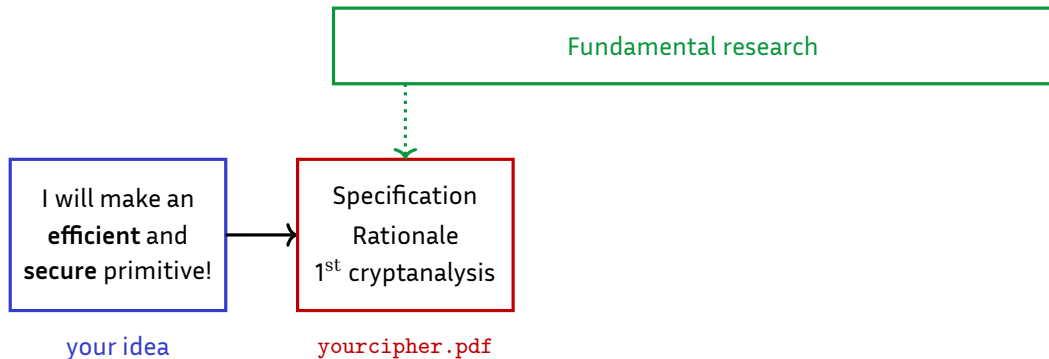 Fundamental research
I will make an
efficient and
secure primitive!
Specification
Rationale
1st cryptanalysis
your idea
yourcipher.pdf